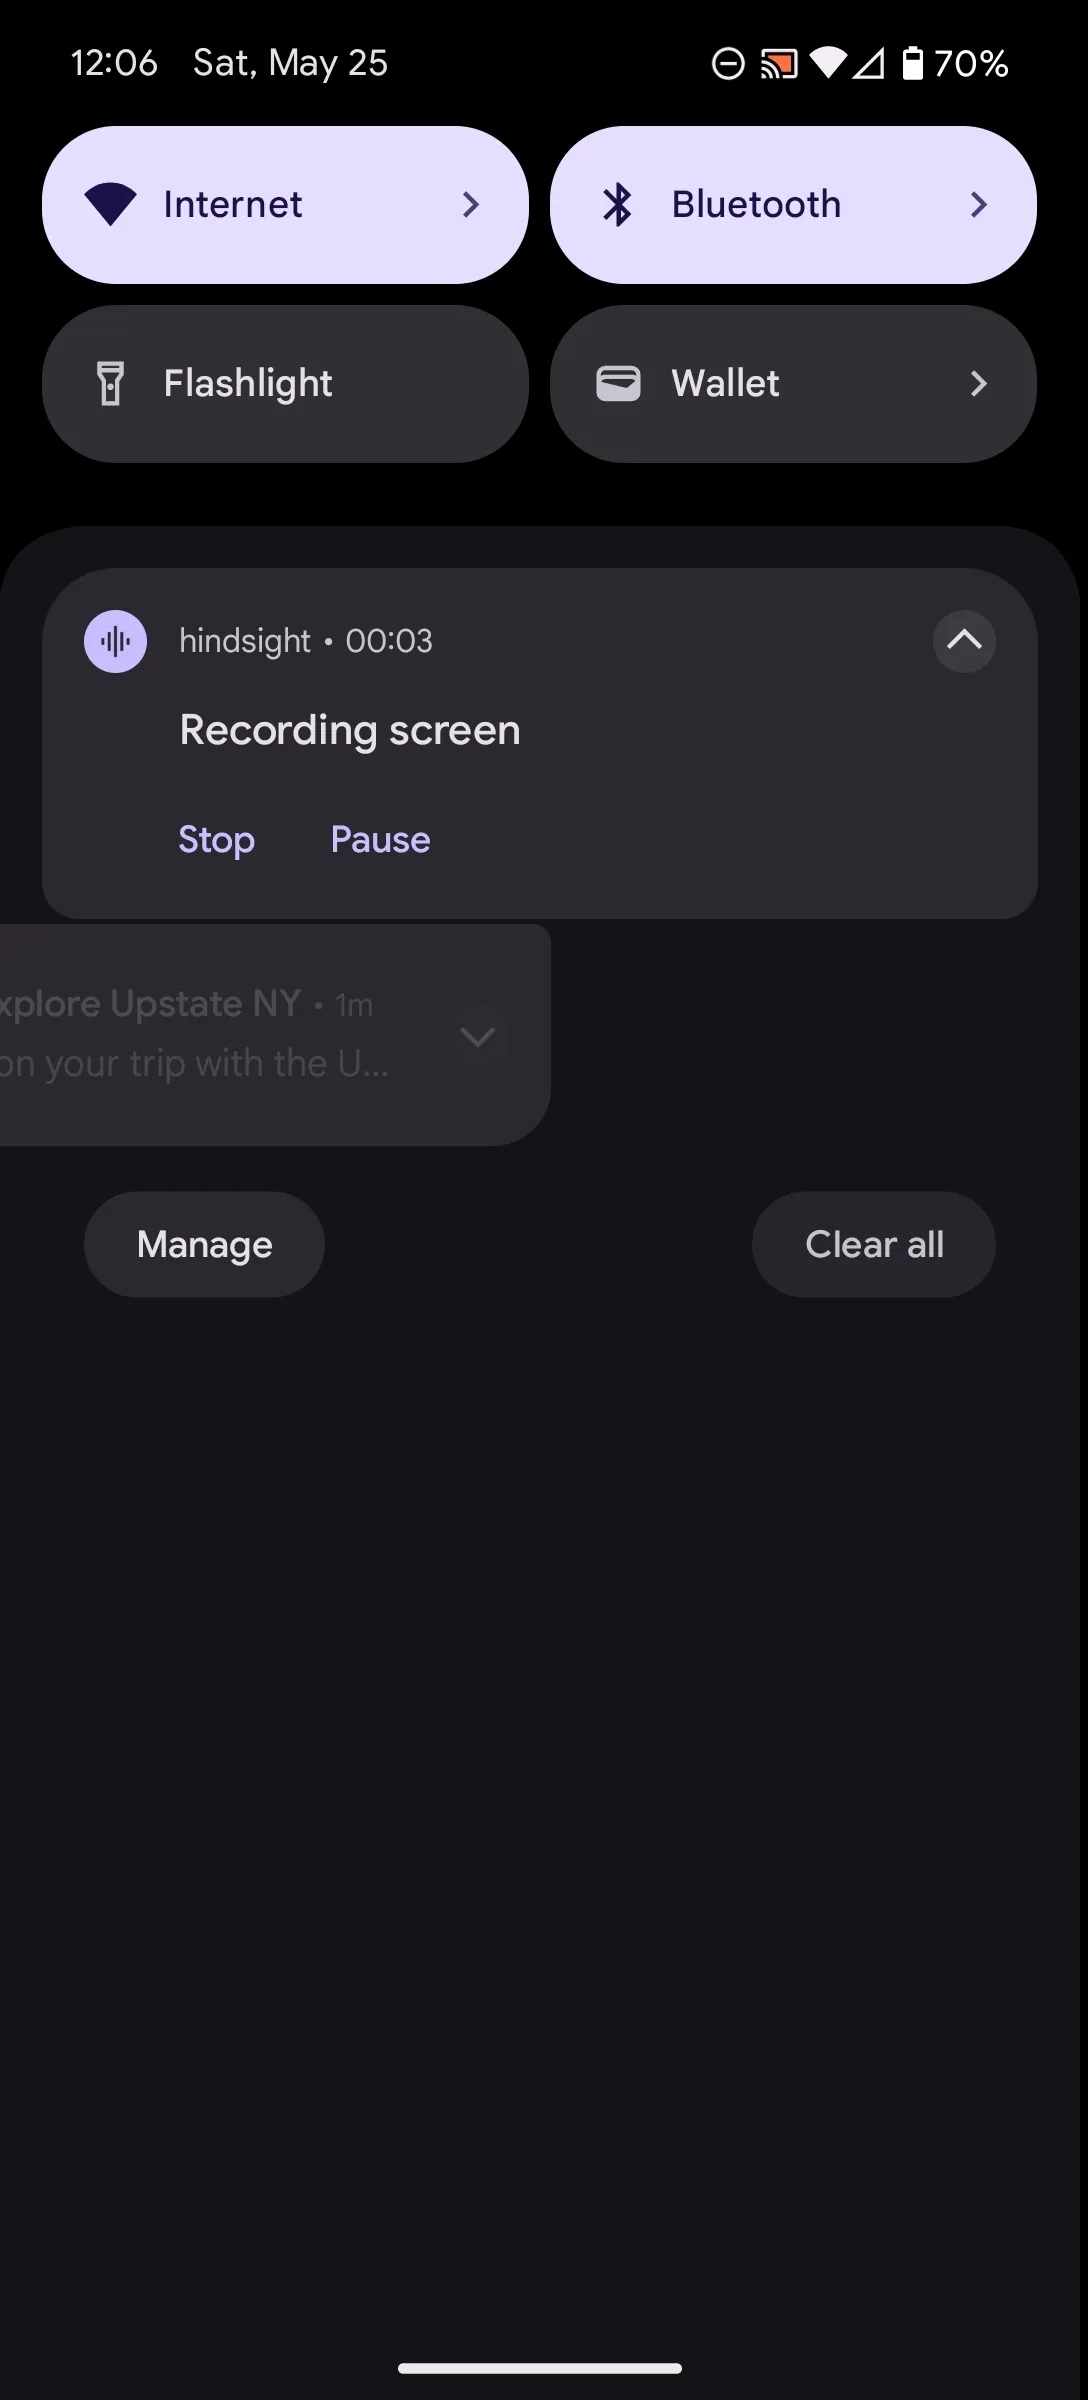 12:06 Sat, May 25 70%
Internet Bluetooth
Flashlight Wallet
hindsight • 00:03
Recording screen
Stop Pause
xplore Upstate NY • 1m
on your trip with the U...
Manage Clear all